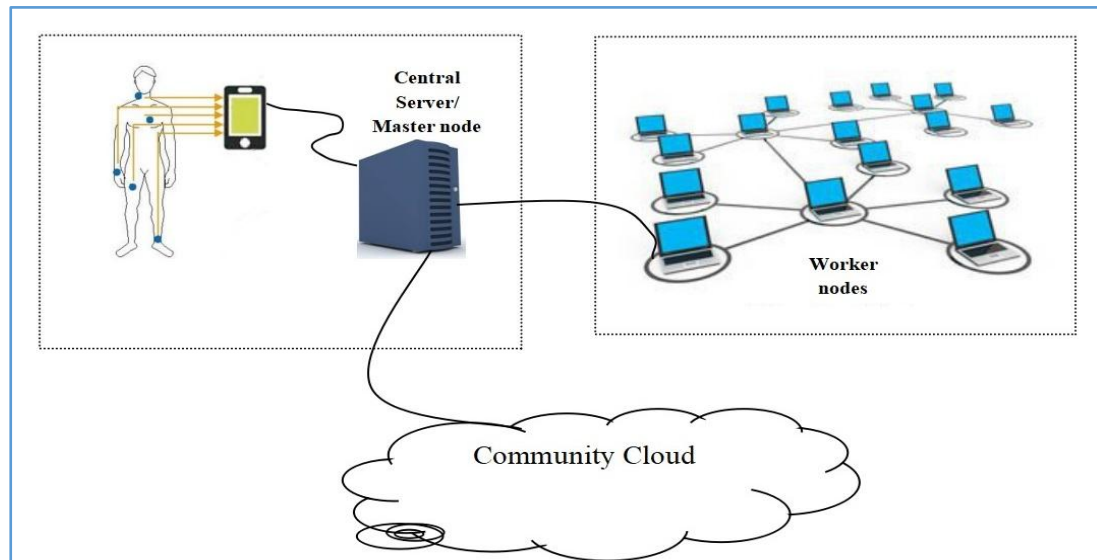 Central
Server/
Master node
Worker
nodes
Community Cloud